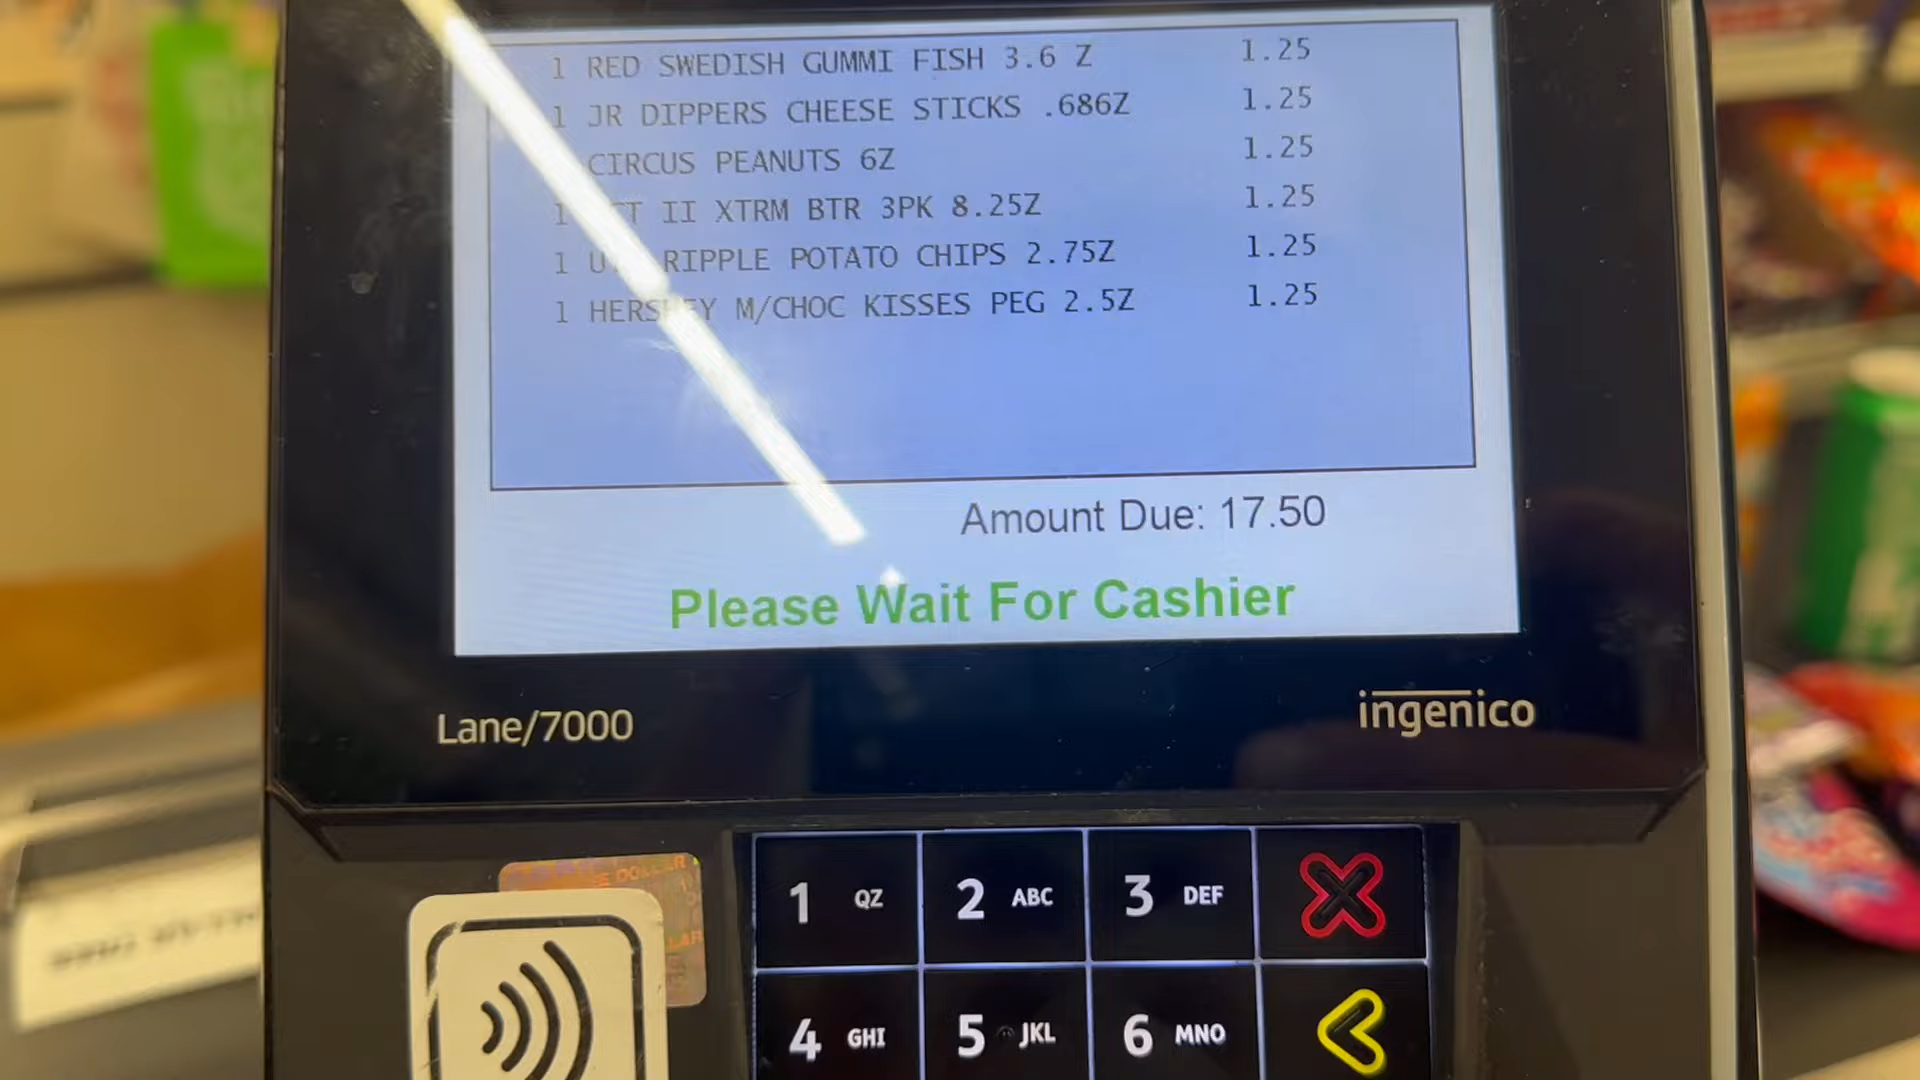 1 RED SWEDISH GUMMI FISH 3.6 Z 1.25
1 JR DIPPERS CHEESE STICKS .686Z 1.25
CIRCUS PEANUTS 6Z 1.25
1 II XTRM BTR 3PK 8.25Z 1.25
1 RIPPLE POTATO CHIPS 2.75Z 1.25
1 HERSHEY M/CHOC KISSES PEG 2.5Z 1.25
Amount Due: 17.50
Please Wait For Cashier
Lane/7000
ingenico
1 QZ 2 ABC 3 DEF
4 GHI 5 JKL 6 MNO